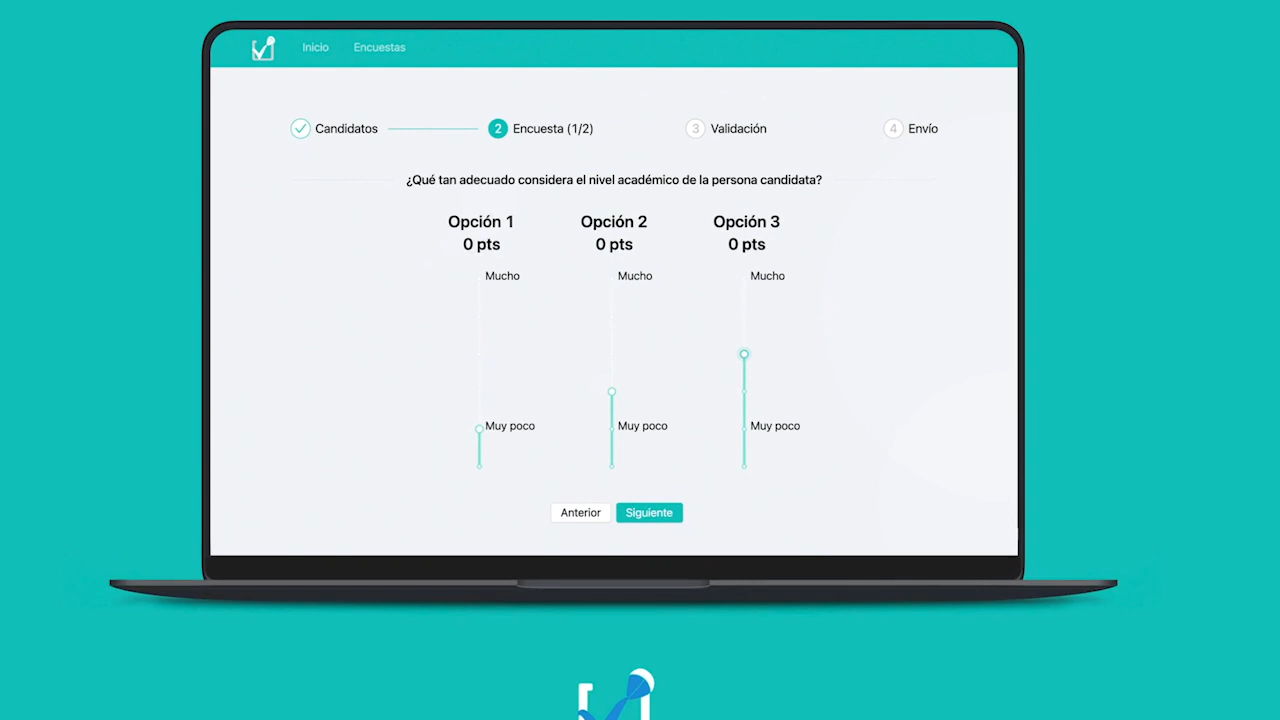 Inicio Encuestas
Candidatos 2 Encuesta (1/2) 3 Validación 4 Envío
¿Qué tan adecuado considera el nivel académico de la persona candidata?
Opción 1 Opción 2 Opción 3
0 pts 0 pts 0 pts
Mucho Mucho Mucho
Muy poco Muy poco Muy poco
Anterior Siguiente